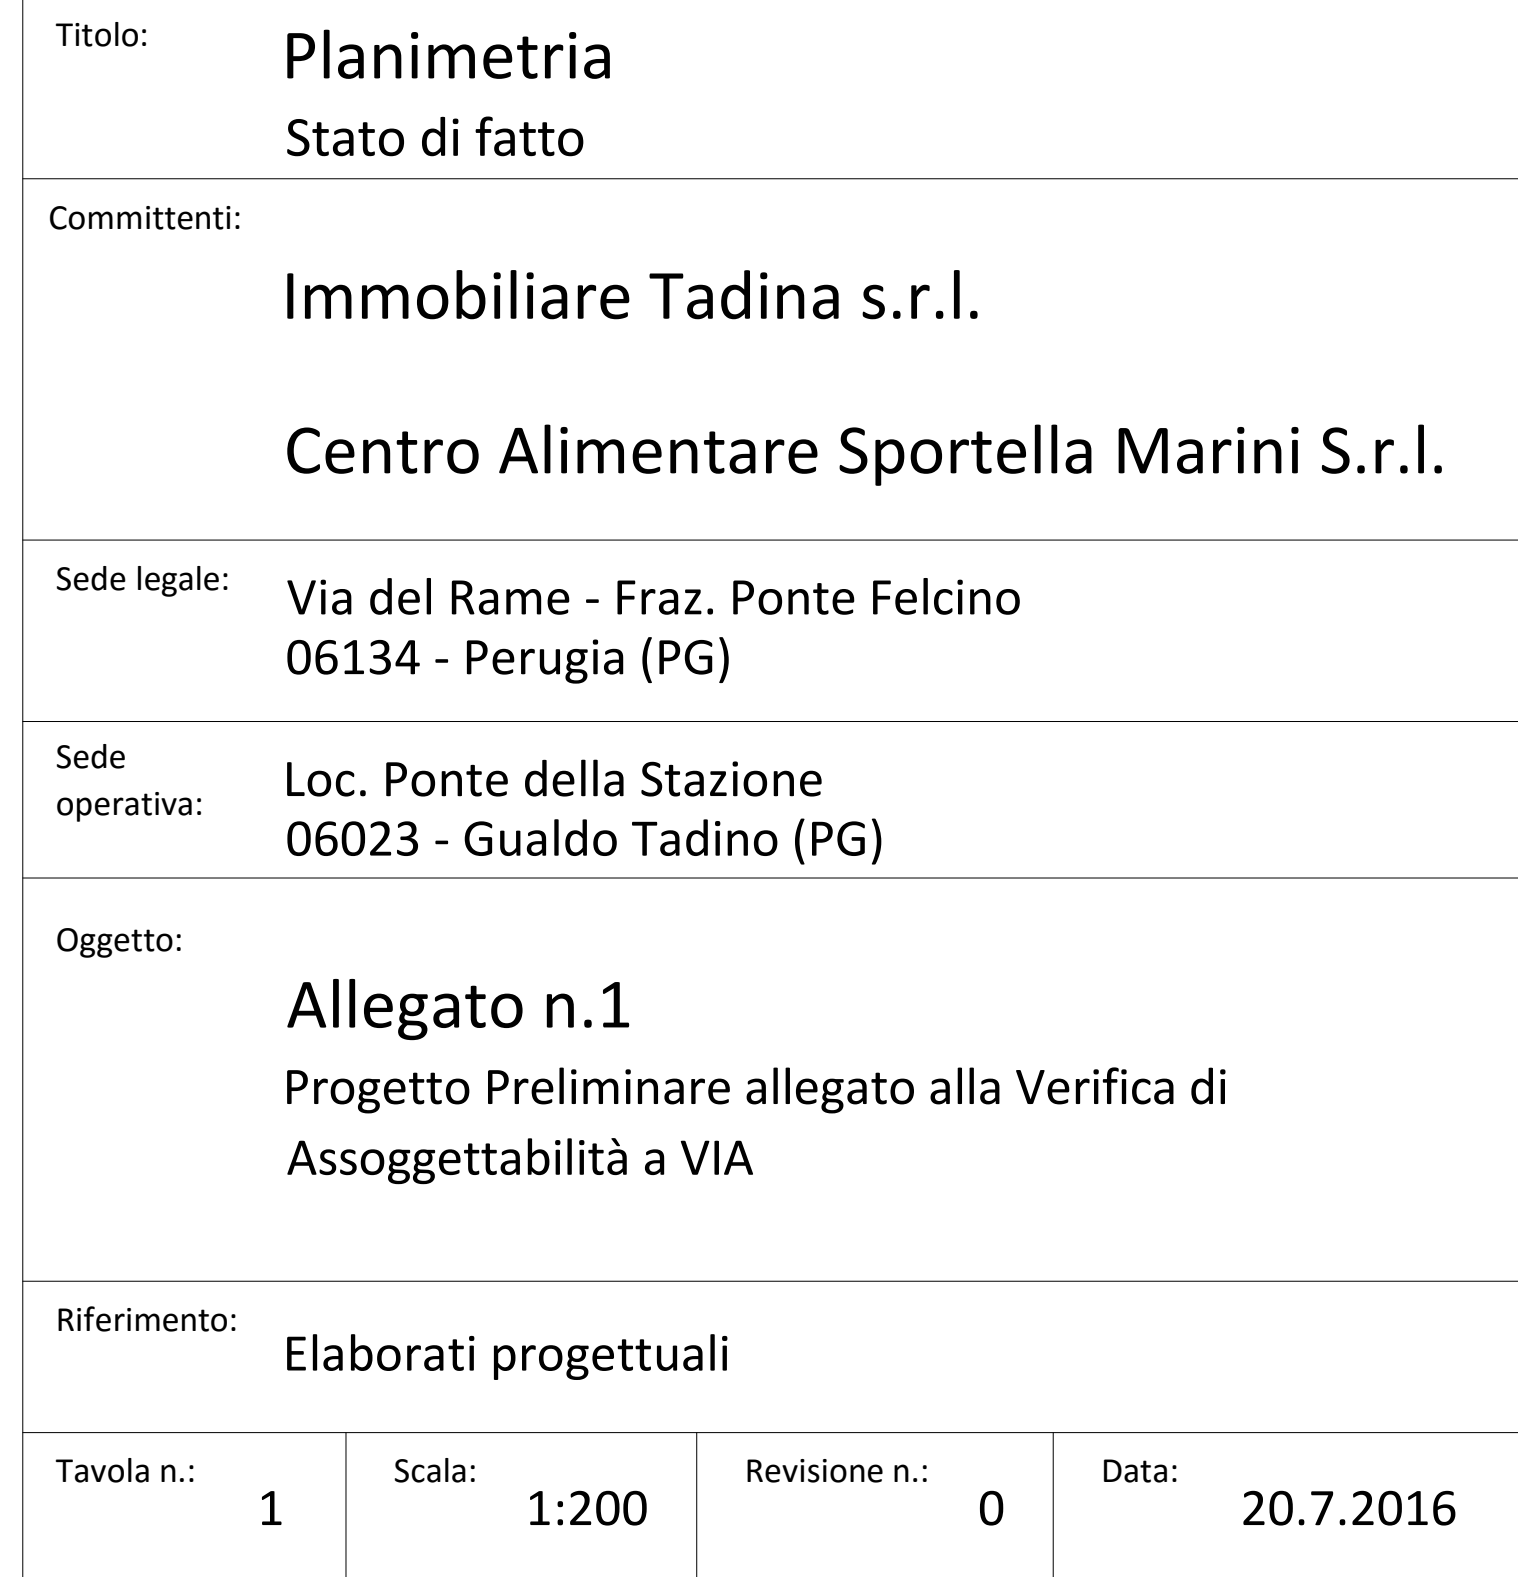 Titolo:
Planimetria
Stato di fatto
Committenti:
Immobiliare Tadina s.r.l.
Centro Alimentare Sportella Marini S.r.l.
Sede legale:
Via del Rame - Fraz. Ponte Felcino
06134 - Perugia (PG)
Sede
operativa:
Loc. Ponte della Stazione
06023 - Gualdo Tadino (PG)
Oggetto:
Allegato n.1
Progetto Preliminare allegato alla Verifica di
Assoggettabilità a VIA
Riferimento:
Elaborati progettuali
Tavola n.: 1
Scala: 1:200
Revisione n.: 0
Data: 20.7.2016